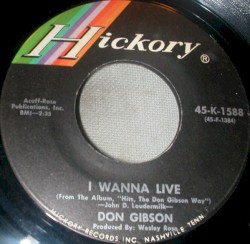 Hickory
Acuff-Rose
Publications, Inc.
BMI—2:35
45-K-1588
(45-F-1584)
I WANNA LIVE
(From The Album, "Hits, The Don Gibson Way")
—John D. Loudermilk—
DON GIBSON
Produced By: Wesley Rose
HICKORY RECORDS INC. NASHVILLE TENN.